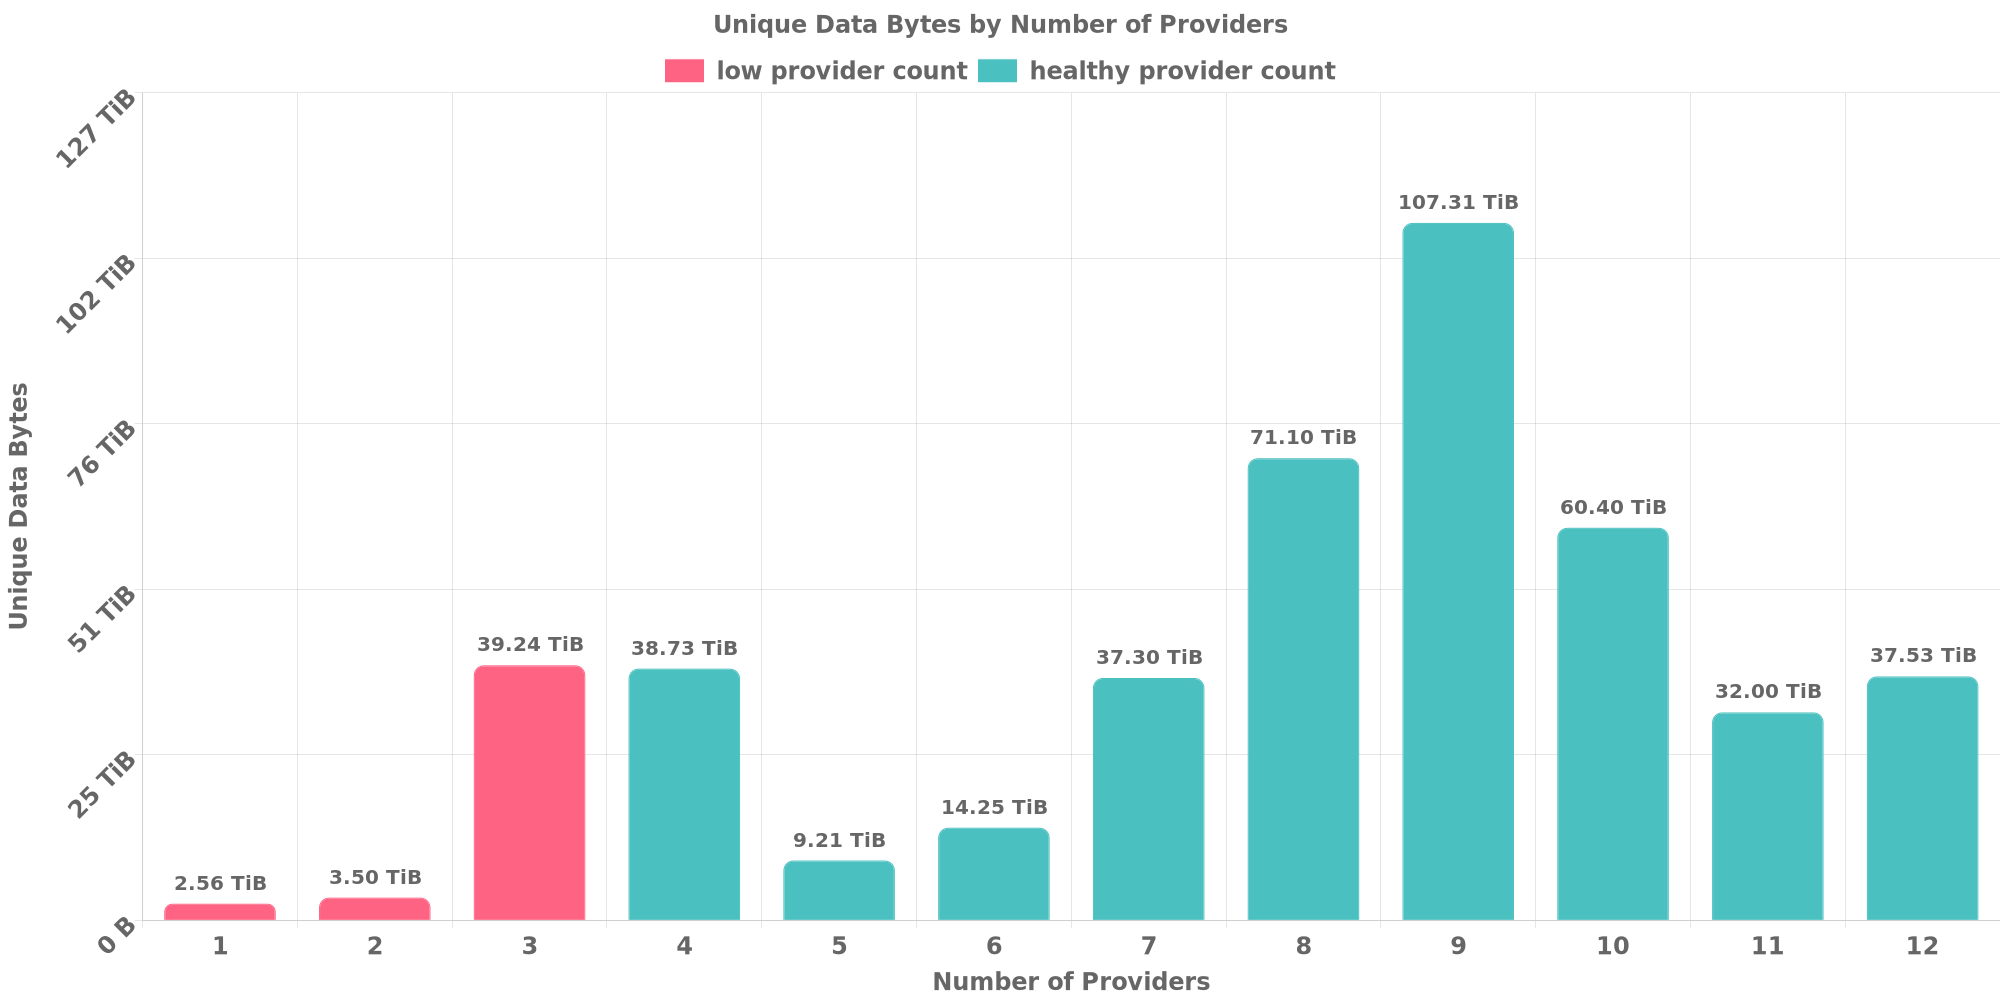 Unique Data Bytes by Number of Providers
low provider count healthy provider count
127 TiB
102 TiB
76 TiB
51 TiB
25 TiB
0 B
Unique Data Bytes
2.56 TiB
3.50 TiB
39.24 TiB
38.73 TiB
9.21 TiB
14.25 TiB
37.30 TiB
71.10 TiB
107.31 TiB
60.40 TiB
32.00 TiB
37.53 TiB
1 2 3 4 5 6 7 8 9 10 11 12
Number of Providers